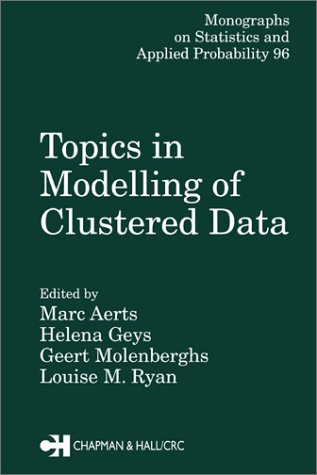 Monographs
on Statistics and
Applied Probability 96
Topics in
Modelling of
Clustered Data
Edited by
Marc Aerts
Helena Geys
Geert Molenberghs
Louise M. Ryan
CH CHAPMAN & HALL/CRC